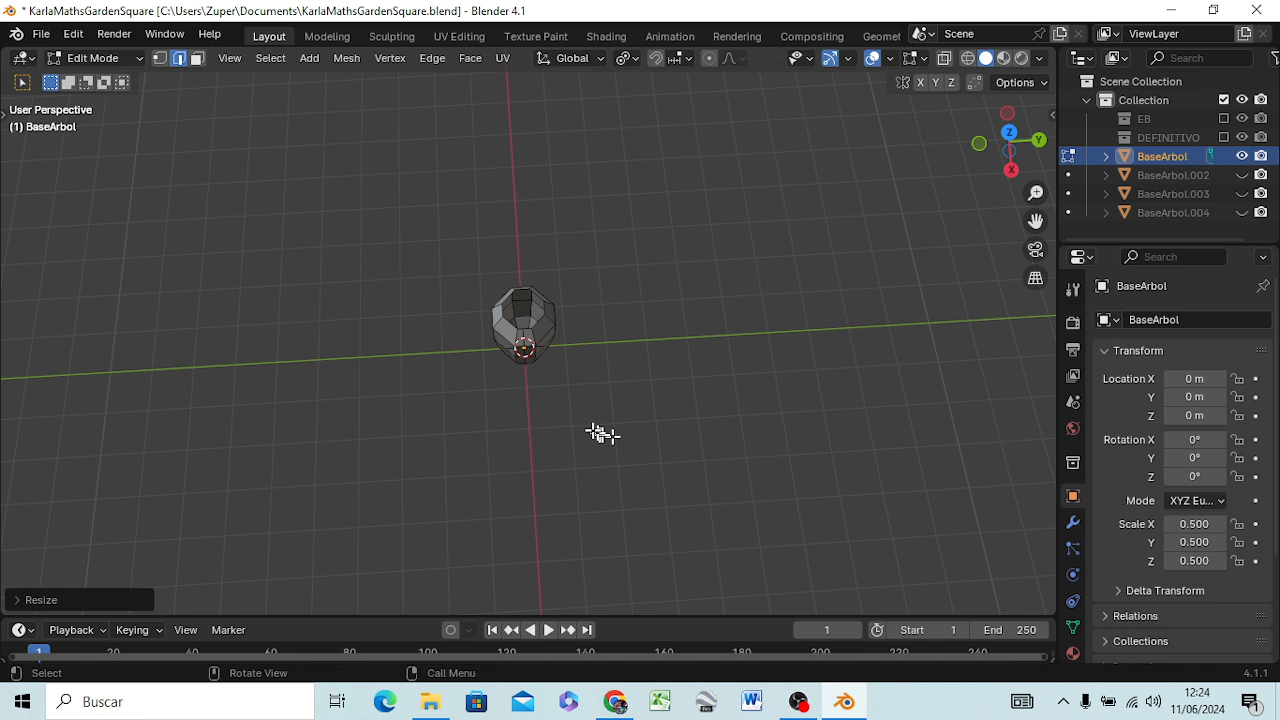 * KarlaMathsGardenSquare [C:\Users\Zuper\Documents\KarlaMathsGardenSquare.blend] - Blender 4.1
File Edit Render Window Help Layout Modeling Sculpting UV Editing Texture Paint Shading Animation Rendering Compositing Geomet Scene ViewLayer
Edit Mode View Select Add Mesh Vertex Edge Face UV Global Search
X Y Z Options
User Perspective
(1) BaseArbol
Z
Y
X
Scene Collection
Collection
EB
DEFINITIVO
BaseArbol
BaseArbol.002
BaseArbol.003
BaseArbol.004
Search
BaseArbol
BaseArbol
Transform
Location X 0 m
Y 0 m
Z 0 m
Rotation X 0°
Y 0°
Z 0°
Mode XYZ Eu...
Scale X 0.500
Y 0.500
Z 0.500
Delta Transform
Relations
Collections
Resize
Playback Keying View Marker 1 Start 1 End 250
1 20 40 60 80 100 120 140 160 180 200 220 240
Select Rotate View Call Menu 4.1.1
Buscar
12:24
11/06/2024
1